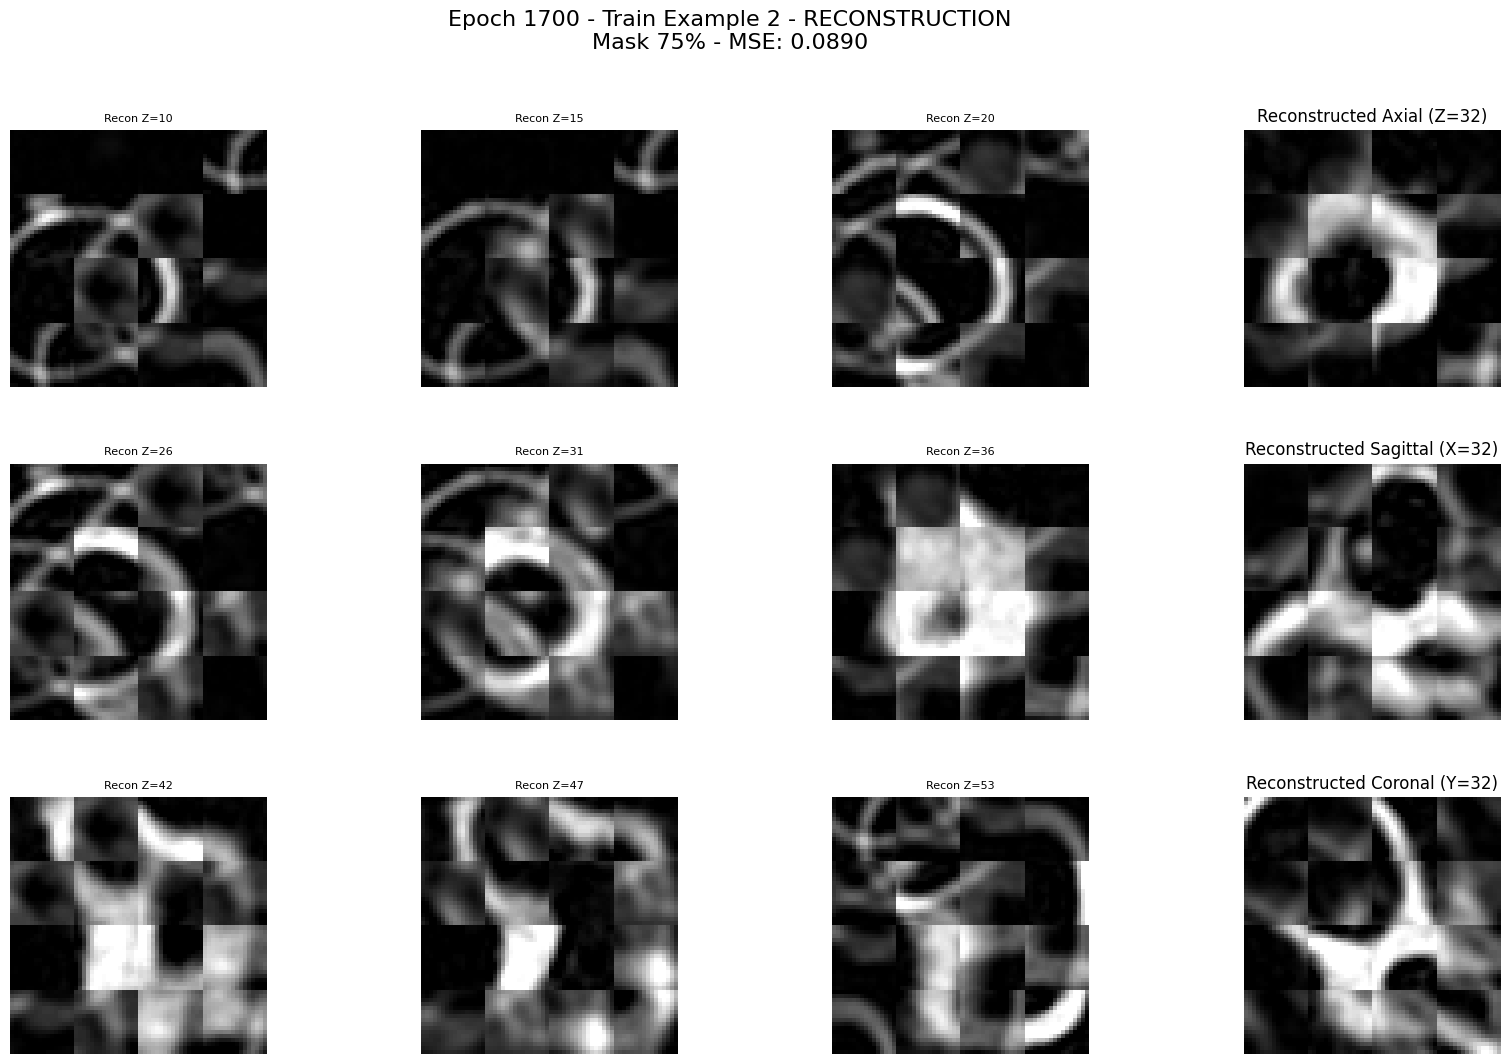 Epoch 1700 - Train Example 2 - RECONSTRUCTION
Mask 75% - MSE: 0.0890
Recon Z=10
Recon Z=15
Recon Z=20
Reconstructed Axial (Z=32)
Recon Z=26
Recon Z=31
Recon Z=36
Reconstructed Sagittal (X=32)
Recon Z=42
Recon Z=47
Recon Z=53
Reconstructed Coronal (Y=32)